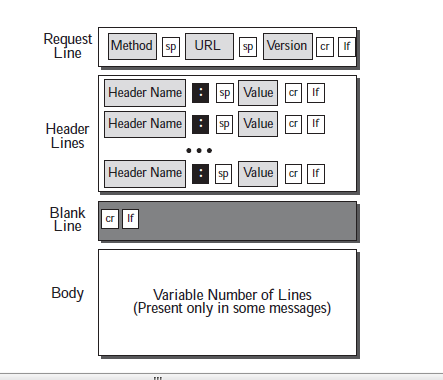 Request Line
Method sp URL sp Version cr lf
Header Lines
Header Name : sp Value cr lf
Header Name : sp Value cr lf
•••
Header Name : sp Value cr lf
Blank Line
cr lf
Body
Variable Number of Lines
(Present only in some messages)